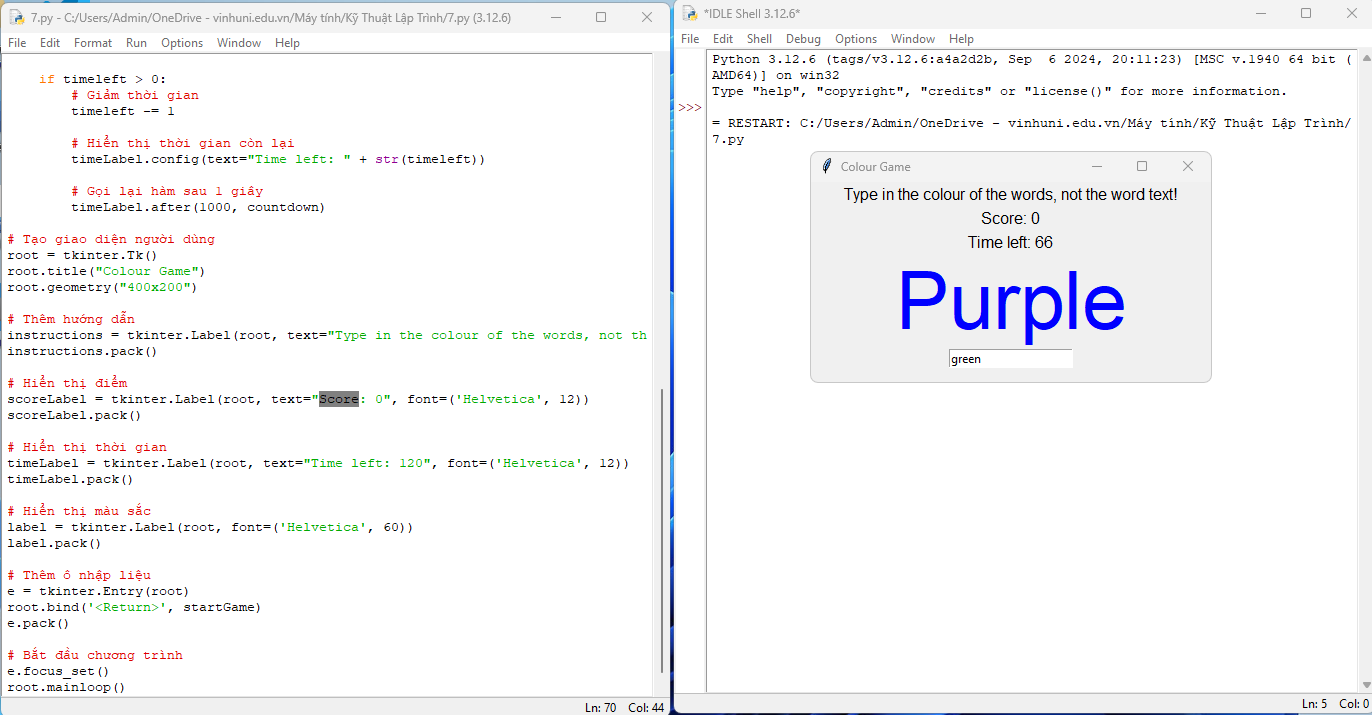 7.py - C:/Users/Admin/OneDrive - vinhuni.edu.vn/Máy tính/Kỹ Thuật Lập Trình/7.py (3.12.6)
File Edit Format Run Options Window Help
    if timeleft > 0:
        # Giảm thời gian
        timeleft -= 1
        # Hiển thị thời gian còn lại
        timeLabel.config(text="Time left: " + str(timeleft))
        # Gọi lại hàm sau 1 giây
        timeLabel.after(1000, countdown)
# Tạo giao diện người dùng
root = tkinter.Tk()
root.title("Colour Game")
root.geometry("400x200")
# Thêm hướng dẫn
instructions = tkinter.Label(root, text="Type in the colour of the words, not th
instructions.pack()
# Hiển thị điểm
scoreLabel = tkinter.Label(root, text="Score: 0", font=('Helvetica', 12))
scoreLabel.pack()
# Hiển thị thời gian
timeLabel = tkinter.Label(root, text="Time left: 120", font=('Helvetica', 12))
timeLabel.pack()
# Hiển thị màu sắc
label = tkinter.Label(root, font=('Helvetica', 60))
label.pack()
# Thêm ô nhập liệu
e = tkinter.Entry(root)
root.bind('<Return>', startGame)
e.pack()
# Bắt đầu chương trình
e.focus_set()
root.mainloop()
Ln: 70 Col: 44
*IDLE Shell 3.12.6*
File Edit Shell Debug Options Window Help
Python 3.12.6 (tags/v3.12.6:a4a2d2b, Sep  6 2024, 20:11:23) [MSC v.1940 64 bit (
AMD64)] on win32
Type "help", "copyright", "credits" or "license()" for more information.
>>>
= RESTART: C:/Users/Admin/OneDrive - vinhuni.edu.vn/Máy tính/Kỹ Thuật Lập Trình/
7.py
Colour Game
Type in the colour of the words, not the word text!
Score: 0
Time left: 66
Purple
green
Ln: 5 Col: 0